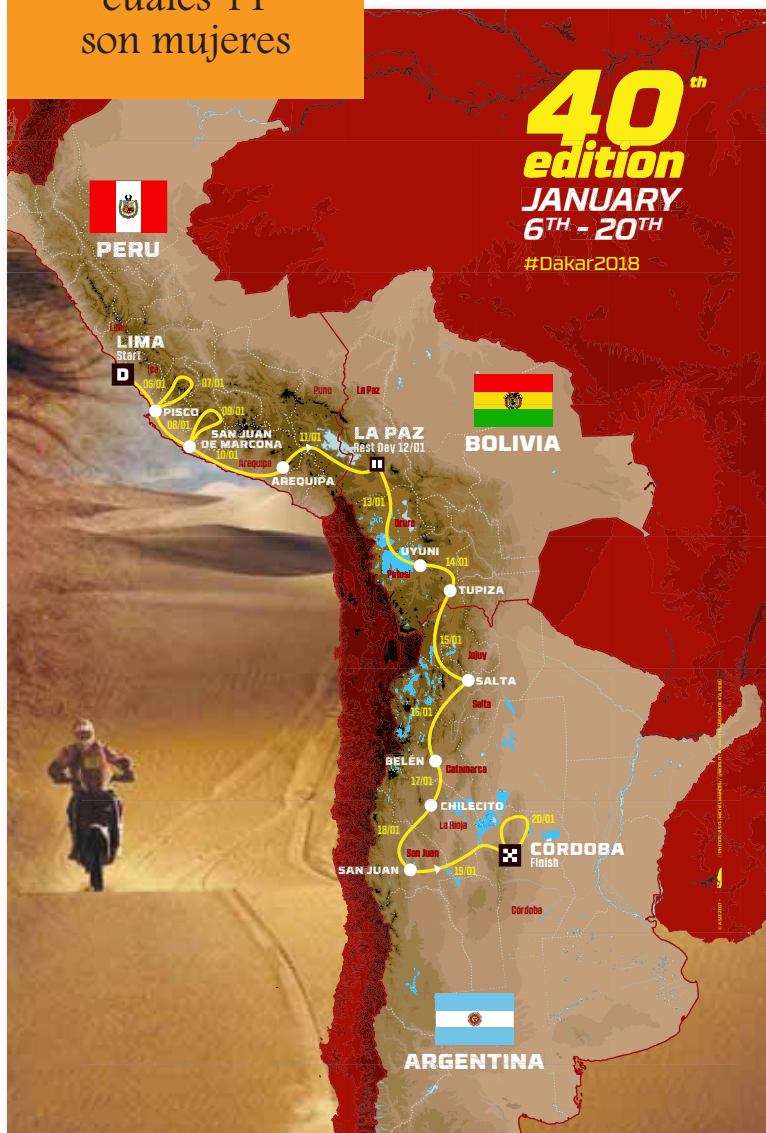 cuales 11
son mujeres
40th
edition
JANUARY
6TH - 20TH
#Dakar2018
PERU
Lima
LIMA
Start
D
Ica
06/01
07/01
PISCO
08/01
09/01
SAN JUAN
DE MARCONA
10/01
Arequipa
AREQUIPA
11/01
Puno
La Paz
LA PAZ
Rest Day 12/01
BOLIVIA
13/01
Oruro
UYUNI
Potosí
14/01
TUPIZA
15/01
Jujuy
SALTA
Salta
16/01
BELÉN
Catamarca
17/01
CHILECITO
La Rioja
18/01
20/01
CÓRDOBA
Finish
San Juan
SAN JUAN
19/01
Córdoba
ARGENTINA